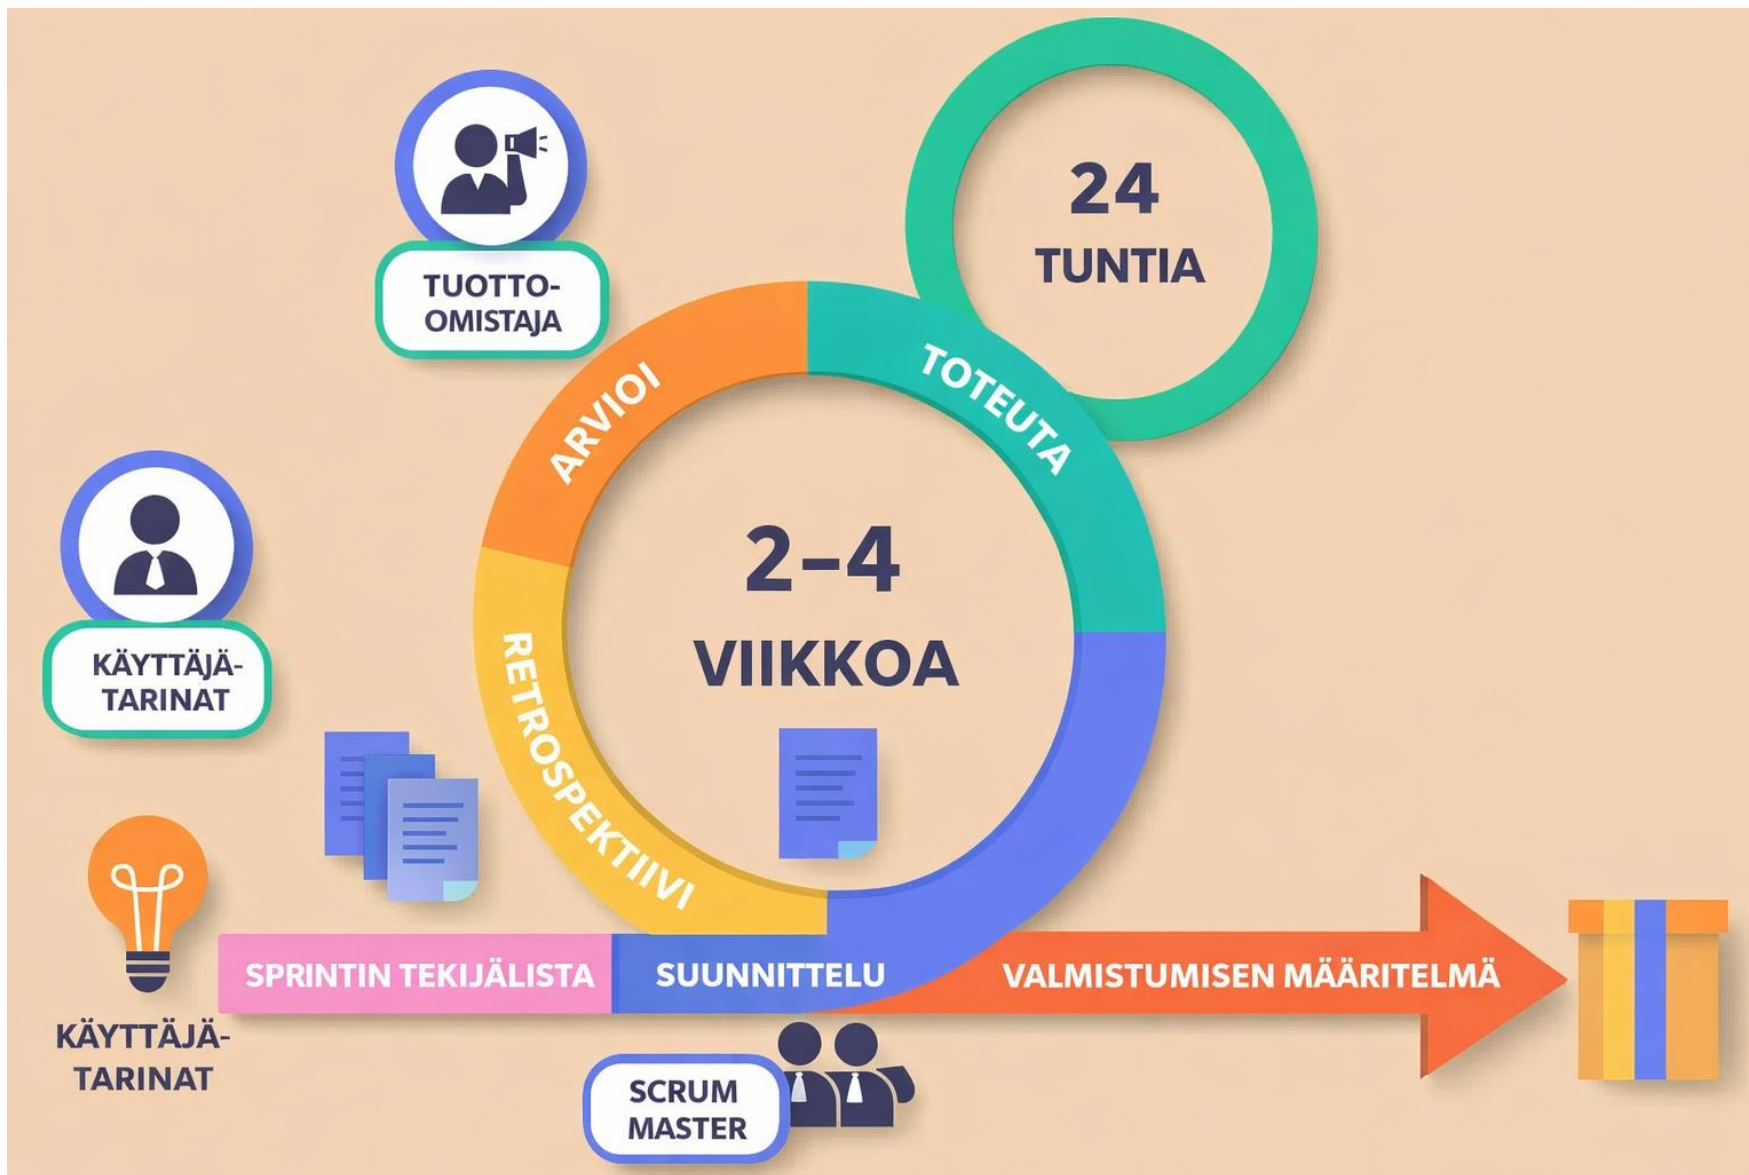 24
TUNTIA
TUOTTO-
OMISTAJA
ARVIOI
TOTEUTA
2–4
VIIKKOA
KÄYTTÄJÄ-
TARINAT
RETROSPEKTIIVI
SPRINTIN TEKIJÄLISTA
SUUNNITTELU
VALMISTUMISEN MÄÄRITELMÄ
KÄYTTÄJÄ-
TARINAT
SCRUM
MASTER